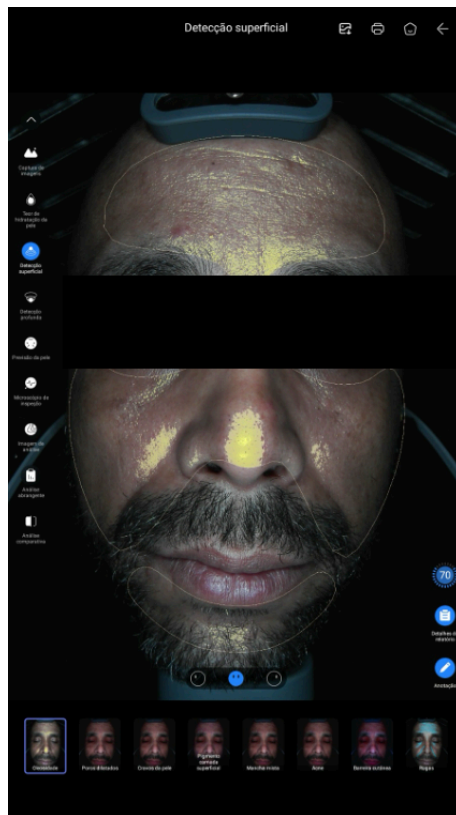 Detecção superficial
Captura de
imagens
Teor de
hidratação da
pele
Detecção
superficial
Detecção
profunda
Previsão da pele
Microscópio de
inspeção
Imagem de
análise
Análise
abrangente
Análise
comparativa
70
Detalhes do
relatório
Anotação
Oleosidade
Poros dilatados
Cravos da pele
Pigmento
camada
superficial
Mancha mista
Acne
Barreira cutânea
Rugas